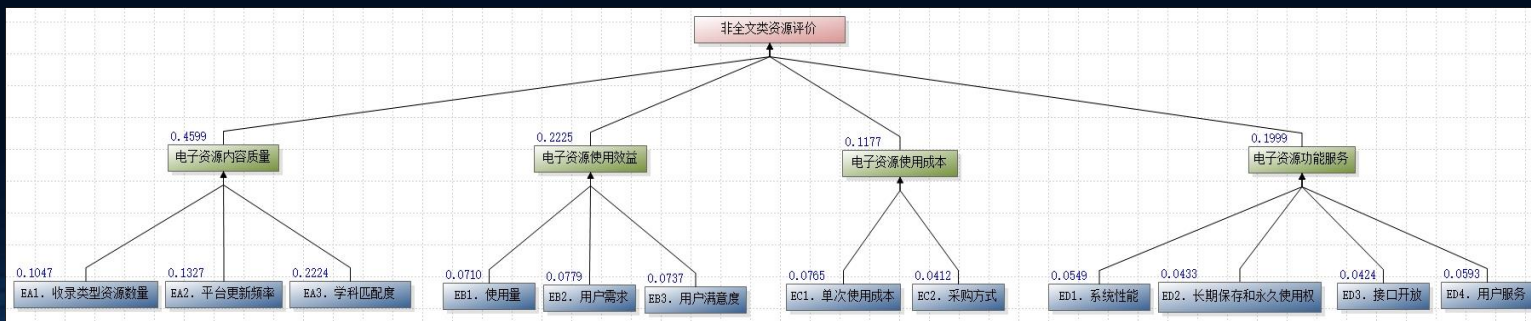 非全文类资源评价
0.4599
电子资源内容质量
0.2225
电子资源使用效益
0.1177
电子资源使用成本
0.1999
电子资源功能服务
0.1047
EA1. 收录类型资源数量
0.1327
EA2. 平台更新频率
0.2224
EA3. 学科匹配度
0.0710
EB1. 使用量
0.0779
EB2. 用户需求
0.0737
EB3. 用户满意度
0.0765
EC1. 单次使用成本
0.0412
EC2. 采购方式
0.0549
ED1. 系统性能
0.0433
ED2. 长期保存和永久使用权
0.0424
ED3. 接口开放
0.0593
ED4. 用户服务